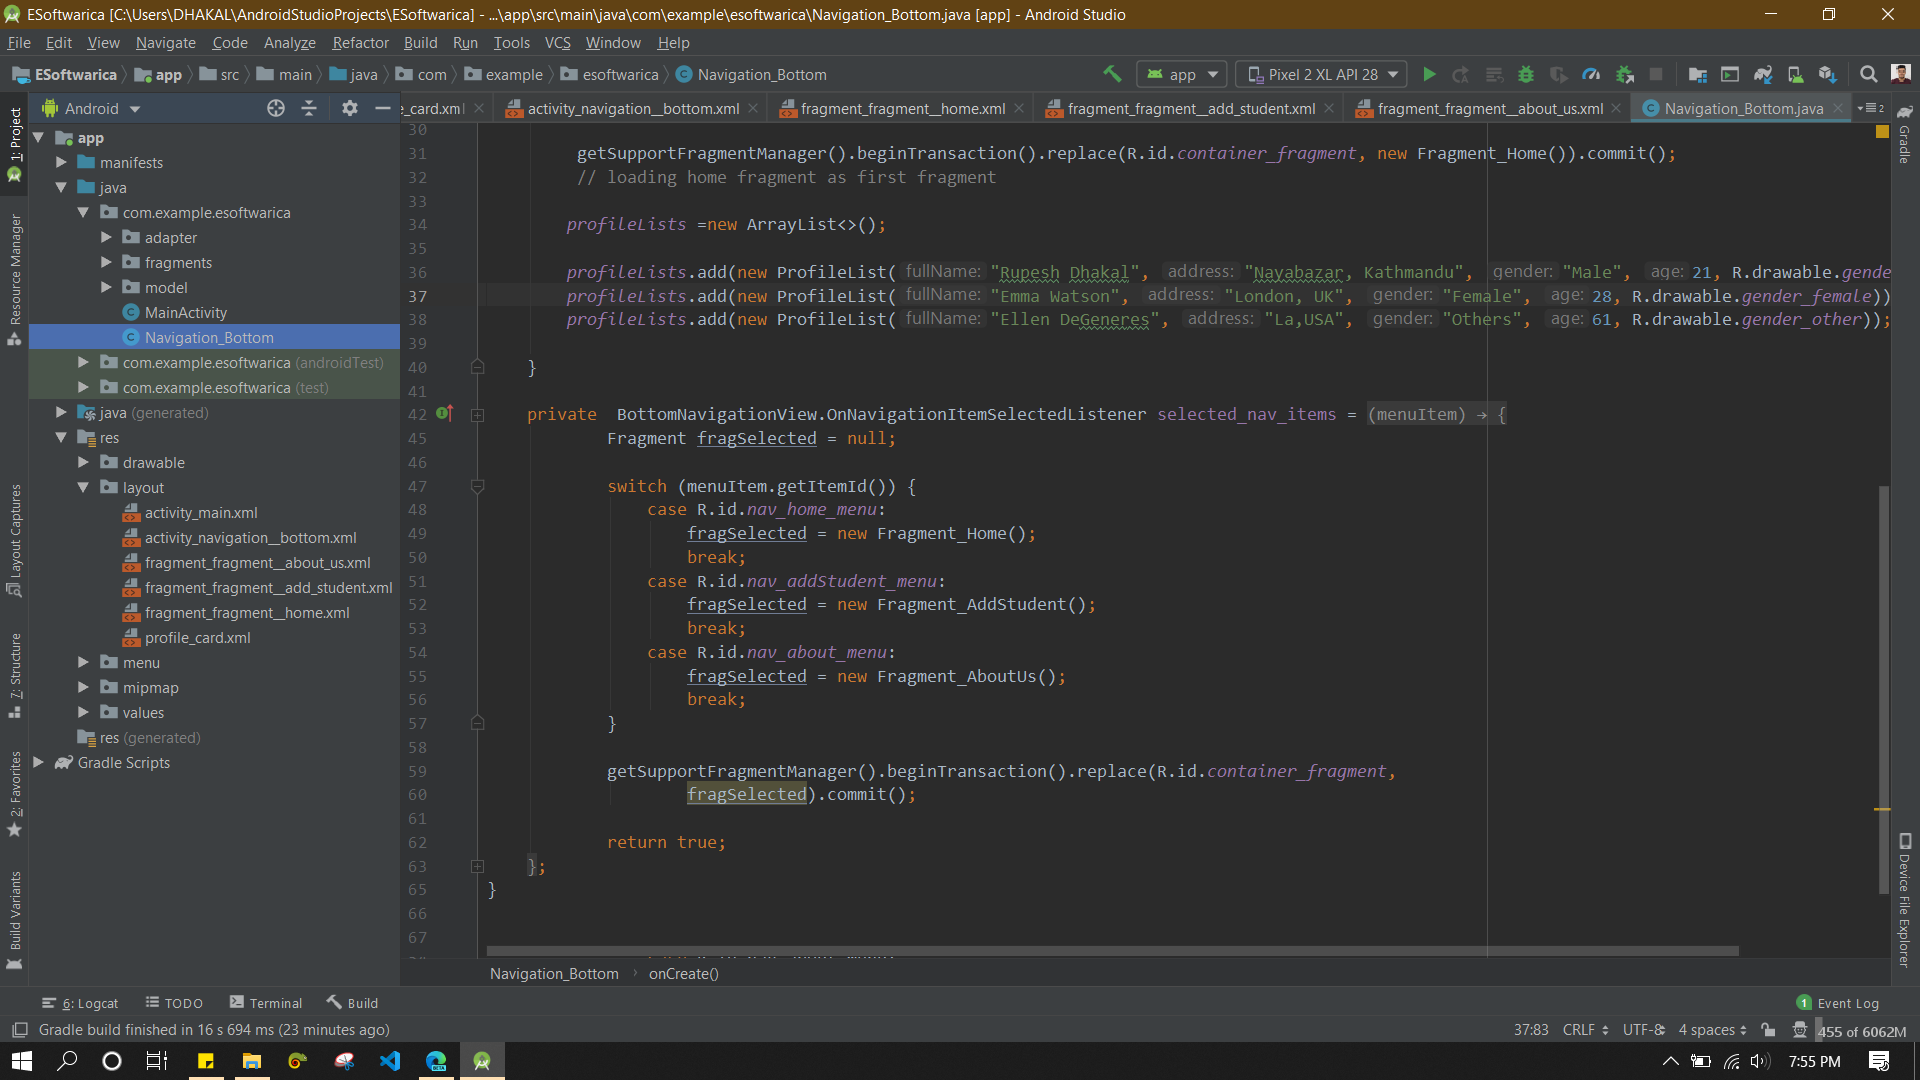 ESoftwarica [C:\Users\DHAKAL\AndroidStudioProjects\ESoftwarica] - ...\app\src\main\java\com\example\esoftwarica\Navigation_Bottom.java [app] - Android Studio
File Edit View Navigate Code Analyze Refactor Build Run Tools VCS Window Help
ESoftwarica app src main java com example esoftwarica Navigation_Bottom app Pixel 2 XL API 28
Android e_card.xml activity_navigation__bottom.xml fragment_fragment__home.xml fragment_fragment__add_student.xml fragment_fragment__about_us.xml Navigation_Bottom.java 2
1: Project
Resource Manager
Layout Captures
7: Structure
2: Favorites
Build Variants
app
manifests
java
com.example.esoftwarica
adapter
fragments
model
MainActivity
Navigation_Bottom
com.example.esoftwarica (androidTest)
com.example.esoftwarica (test)
java (generated)
res
drawable
layout
activity_main.xml
activity_navigation__bottom.xml
fragment_fragment__about_us.xml
fragment_fragment__add_student.xml
fragment_fragment__home.xml
profile_card.xml
menu
mipmap
values
res (generated)
Gradle Scripts
30
31 getSupportFragmentManager().beginTransaction().replace(R.id.container_fragment, new Fragment_Home()).commit();
32 // loading home fragment as first fragment
33
34 profileLists =new ArrayList<>();
35
36 profileLists.add(new ProfileList( fullName: "Rupesh Dhakal", address: "Nayabazar, Kathmandu", gender: "Male", age: 21, R.drawable.gende
37 profileLists.add(new ProfileList( fullName: "Emma Watson", address: "London, UK", gender: "Female", age: 28, R.drawable.gender_female))
38 profileLists.add(new ProfileList( fullName: "Ellen DeGeneres", address: "La,USA", gender: "Others", age: 61, R.drawable.gender_other));
39
40 }
41
42 private BottomNavigationView.OnNavigationItemSelectedListener selected_nav_items = (menuItem) → {
45 Fragment fragSelected = null;
46
47 switch (menuItem.getItemId()) {
48 case R.id.nav_home_menu:
49 fragSelected = new Fragment_Home();
50 break;
51 case R.id.nav_addStudent_menu:
52 fragSelected = new Fragment_AddStudent();
53 break;
54 case R.id.nav_about_menu:
55 fragSelected = new Fragment_AboutUs();
56 break;
57 }
58
59 getSupportFragmentManager().beginTransaction().replace(R.id.container_fragment,
60 fragSelected).commit();
61
62 return true;
63 };
65 }
66
67
Navigation_Bottom onCreate()
Gradle
Device File Explorer
6: Logcat TODO Terminal Build 1 Event Log
Gradle build finished in 16 s 694 ms (23 minutes ago) 37:83 CRLF UTF-8 4 spaces 455 of 6062M
BETA 7:55 PM